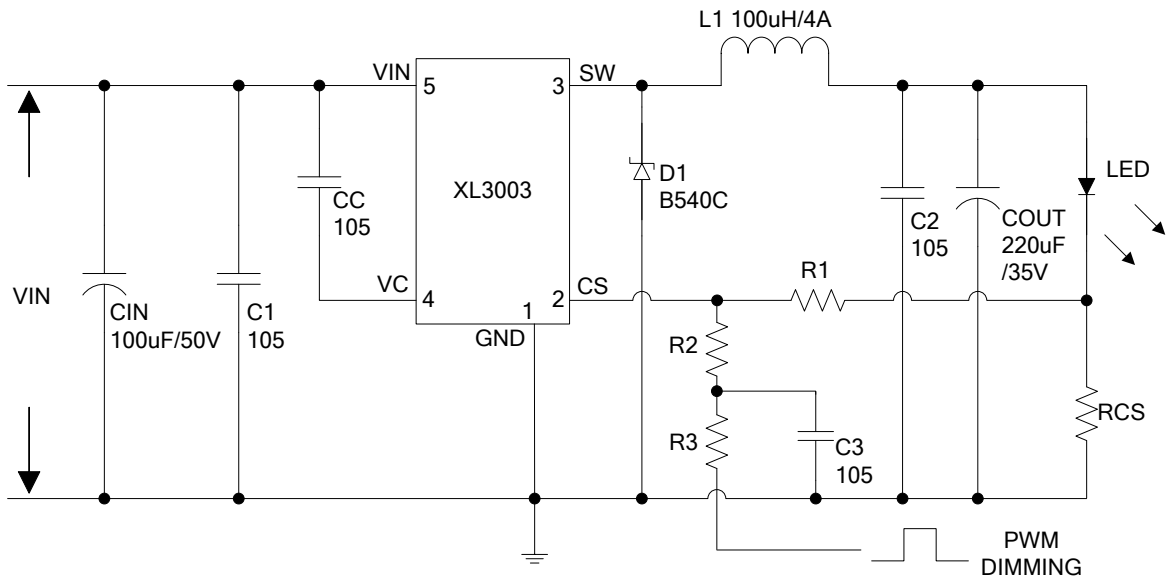 L1 100uH/4A
VIN
5
3
SW
XL3003
CC
105
D1
B540C
LED
C2
105
COUT
220uF
/35V
VIN
CIN
100uF/50V
C1
105
VC
4
2
CS
1
GND
R1
R2
R3
C3
105
RCS
PWM
DIMMING